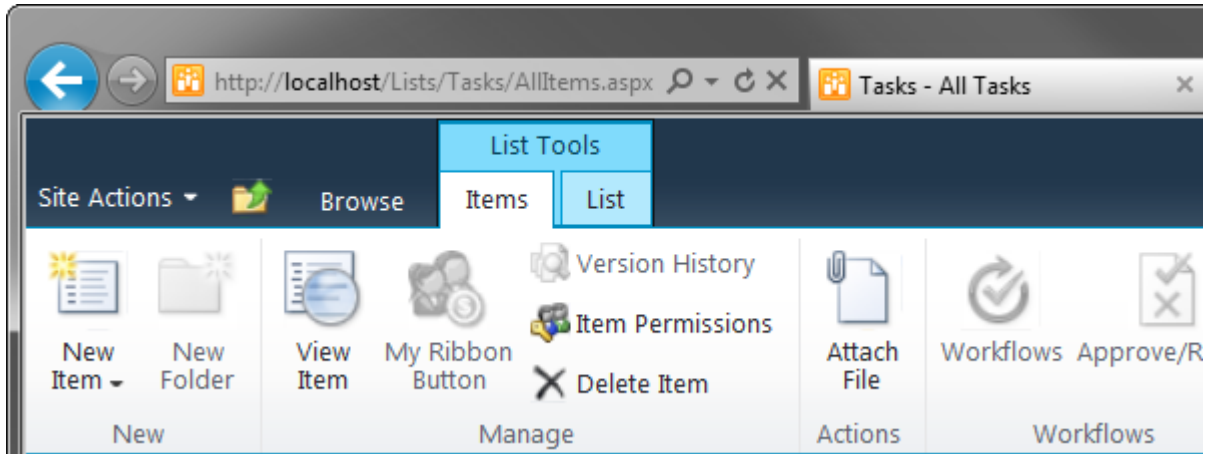 http://localhost/Lists/Tasks/AllItems.aspx
Tasks - All Tasks
List Tools
Site Actions
Browse
Items
List
New Item
New Folder
View Item
My Ribbon Button
Version History
Item Permissions
Delete Item
Attach File
Workflows
Approve/R
New
Manage
Actions
Workflows